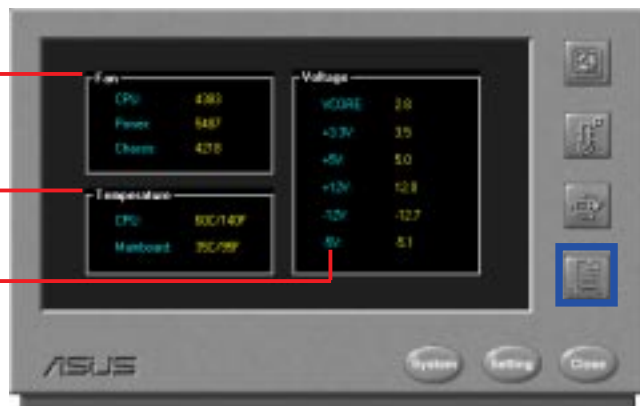 Fan
CPU: 4383
Power: 5487
Chassis: 4218
Temperature
CPU: 60C/140F
Mainboard: 35C/99F
Voltage
VCORE 2.8
+3.3V: 3.5
+5V: 5.0
+12V: 12.8
-12V: -12.7
-5V: -5.1
ASUS
System
Setting
Close